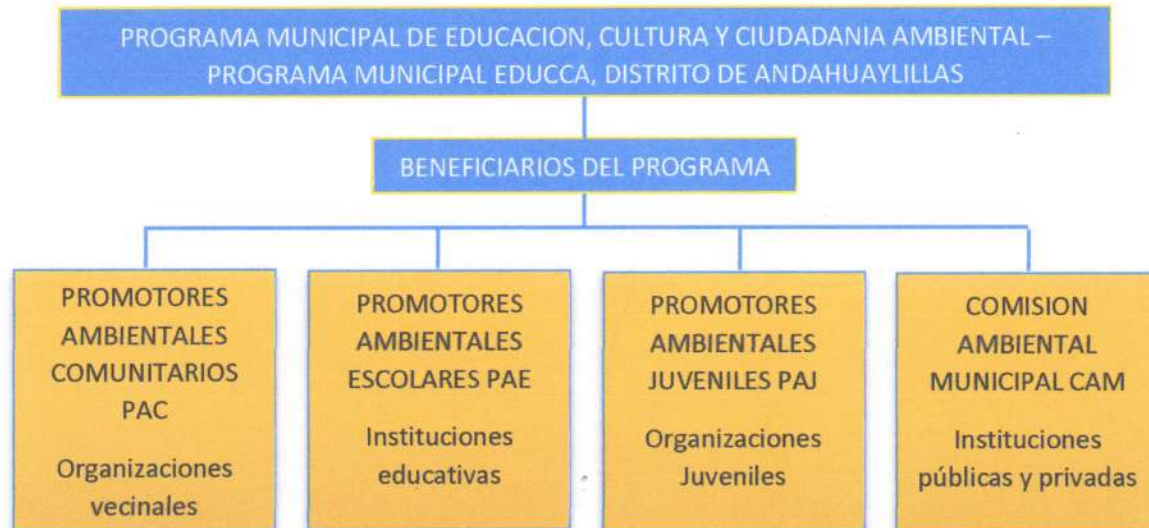 PROGRAMA MUNICIPAL DE EDUCACION, CULTURA Y CIUDADANIA AMBIENTAL –
PROGRAMA MUNICIPAL EDUCCA, DISTRITO DE ANDAHUAYLILLAS
BENEFICIARIOS DEL PROGRAMA
PROMOTORES
AMBIENTALES
COMUNITARIOS
PAC
Organizaciones
vecinales
PROMOTORES
AMBIENTALES
ESCOLARES PAE
Instituciones
educativas
PROMOTORES
AMBIENTALES
JUVENILES PAJ
Organizaciones
Juveniles
COMISION
AMBIENTAL
MUNICIPAL CAM
Instituciones
públicas y privadas